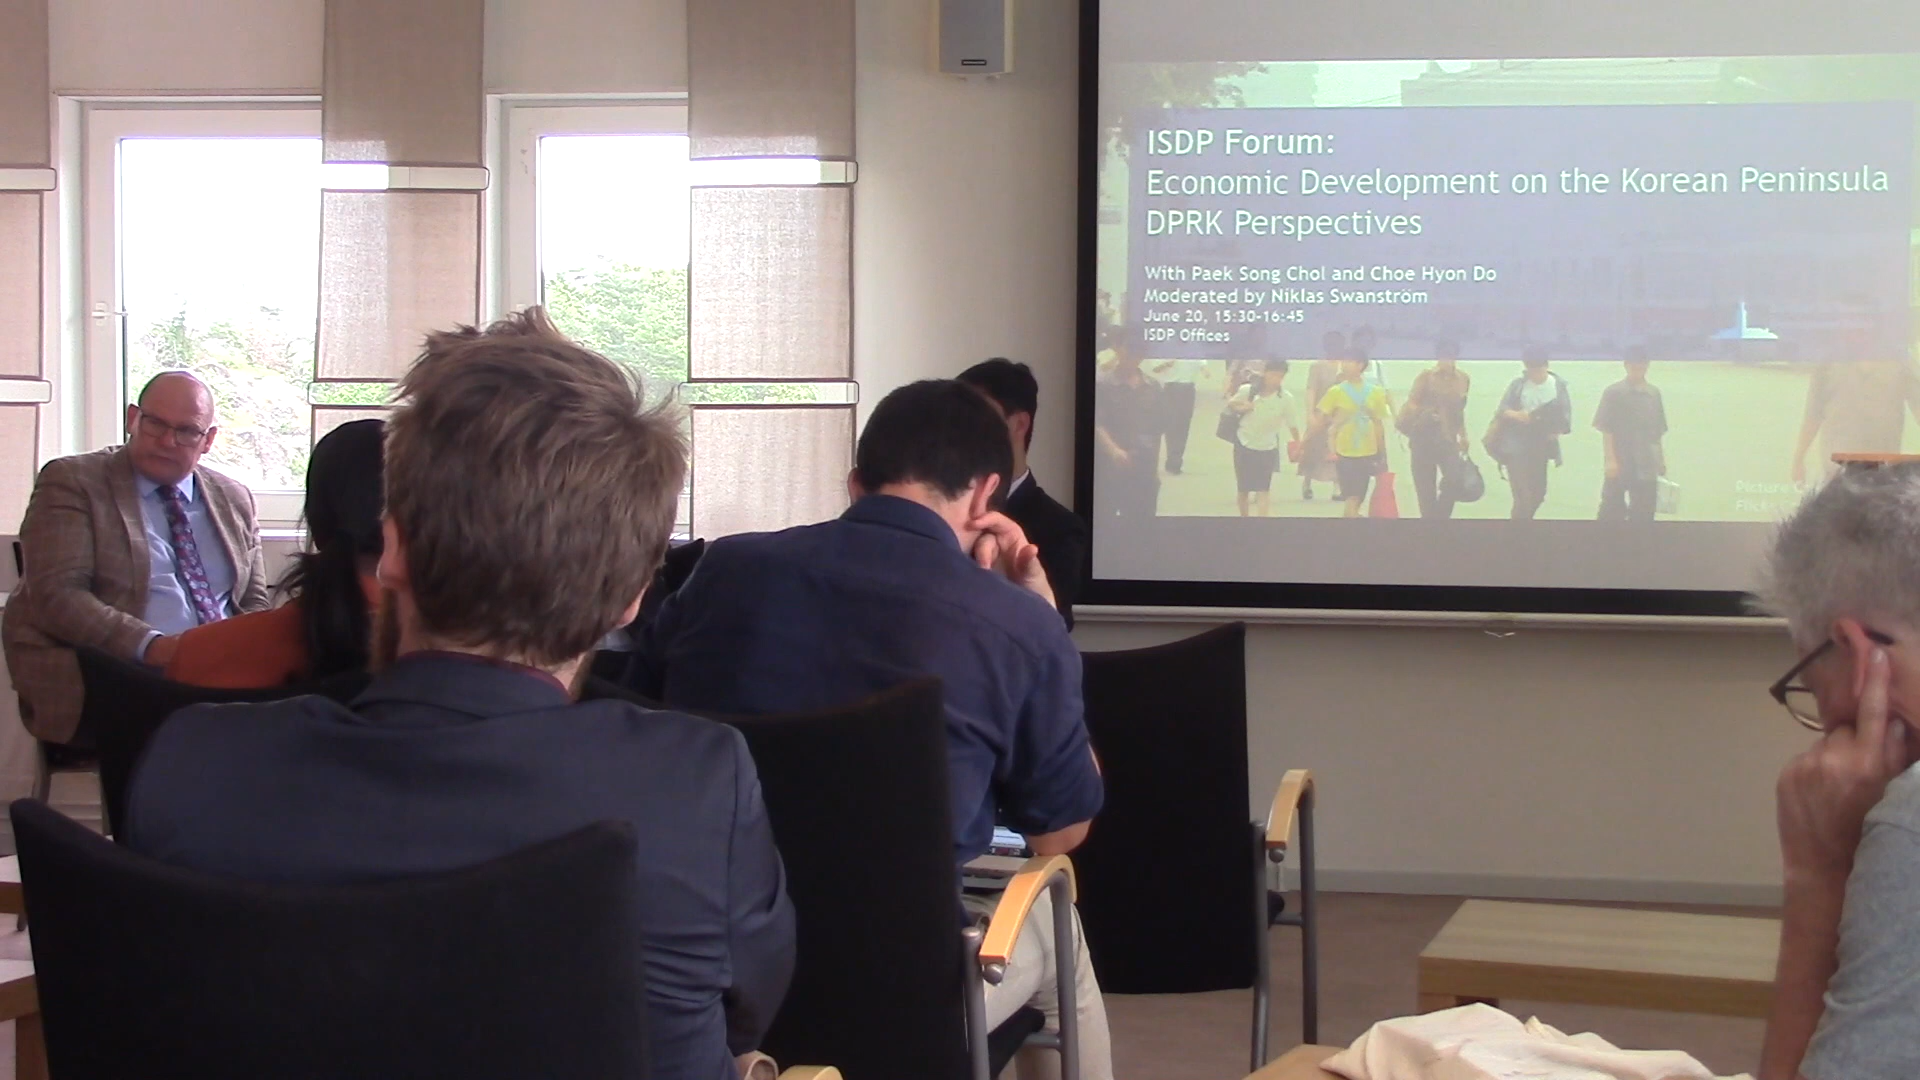 ISDP Forum:
Economic Development on the Korean Peninsula
DPRK Perspectives
With Paek Song Chol and Choe Hyon Do
Moderated by Niklas Swanström
June 20, 15:30-16:45
ISDP Offices
Picture